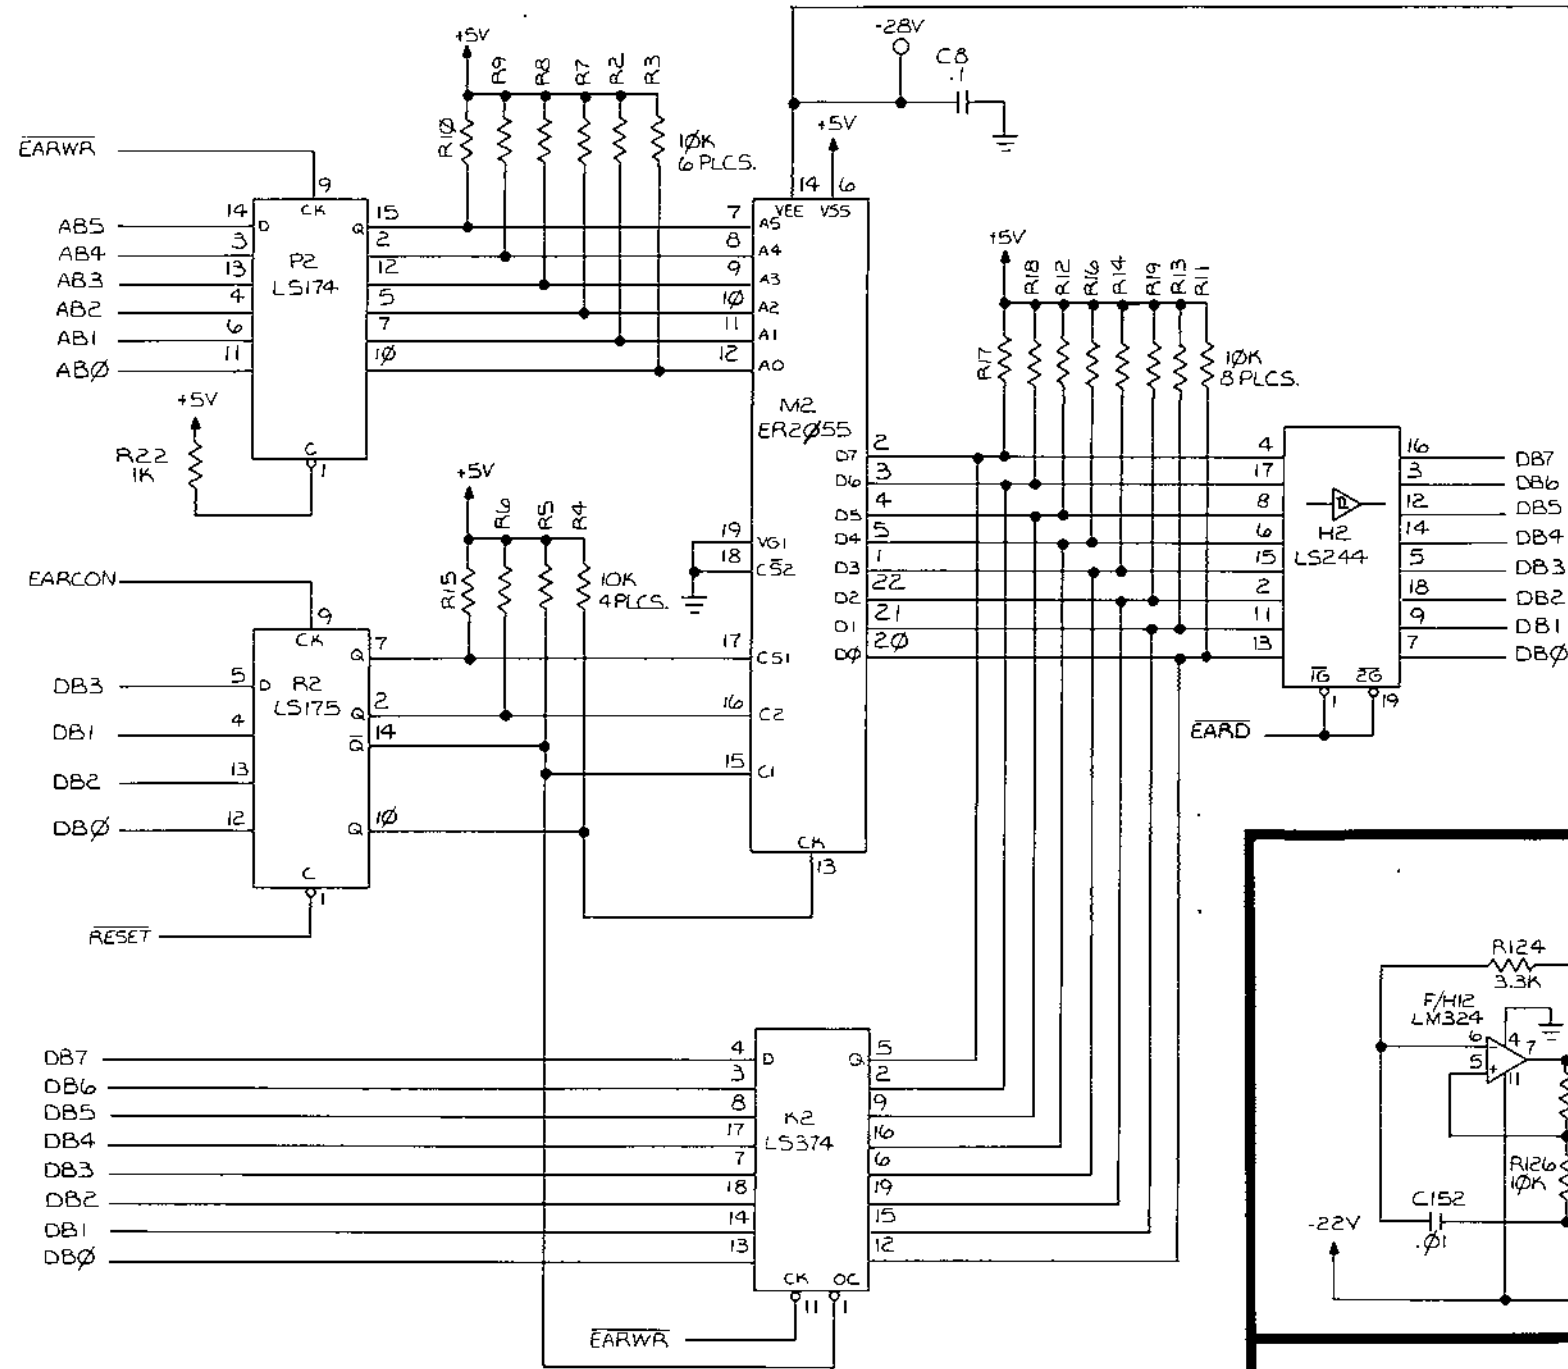 -28V
C8
.1
+5V
R9
R8
R7
R2
R3
R10
10K
6 PLCS.
+5V
EARWR
9
CK
14 6
VEE VSS
AB5 14 D Q 15 7 A5
AB4 3 2 8 A4
P2
LS174
AB3 13 12 9 A3
AB2 4 5 10 A2
AB1 6 7 11 A1
AB0 11 10 12 A0
C
1
+5V
R22
1K
M2
ER2055
+5V
R18
R12
R16
R14
R19
R13
R11
R17
10K
8 PLCS.
D7 2 4 16 DB7
D6 3 17 3 DB6
D5 4 8 12 DB5
D4 5 6 14 DB4
D3 1 15 5 DB3
D2 22 2 18 DB2
D1 21 11 9 DB1
D0 20 13 7 DB0
H2
LS244
1G 2G
1 19
EARD
+5V
R6
R5
R4
R15
10K
4PLCS.
19 VG1
18 CS2
EARCON
9
CK
Q 7 17 CS1
DB3 5 D
R2
LS175
Q 2 16 C2
DB1 4
Q 14
15 C1
DB2 13
DB0 12 Q 10
C
1
RESET
CK
13
DB7 4 D Q 5
DB6 3 2
DB5 8 9
K2
LS374
DB4 17 16
DB3 7 6
DB2 18 19
DB1 14 15
DB0 13 12
CK OC
11 1
EARWR
R124
3.3K
F/H12
LM324
6 - 4 7
5 + 11
R126
10K
C152
.01
-22V